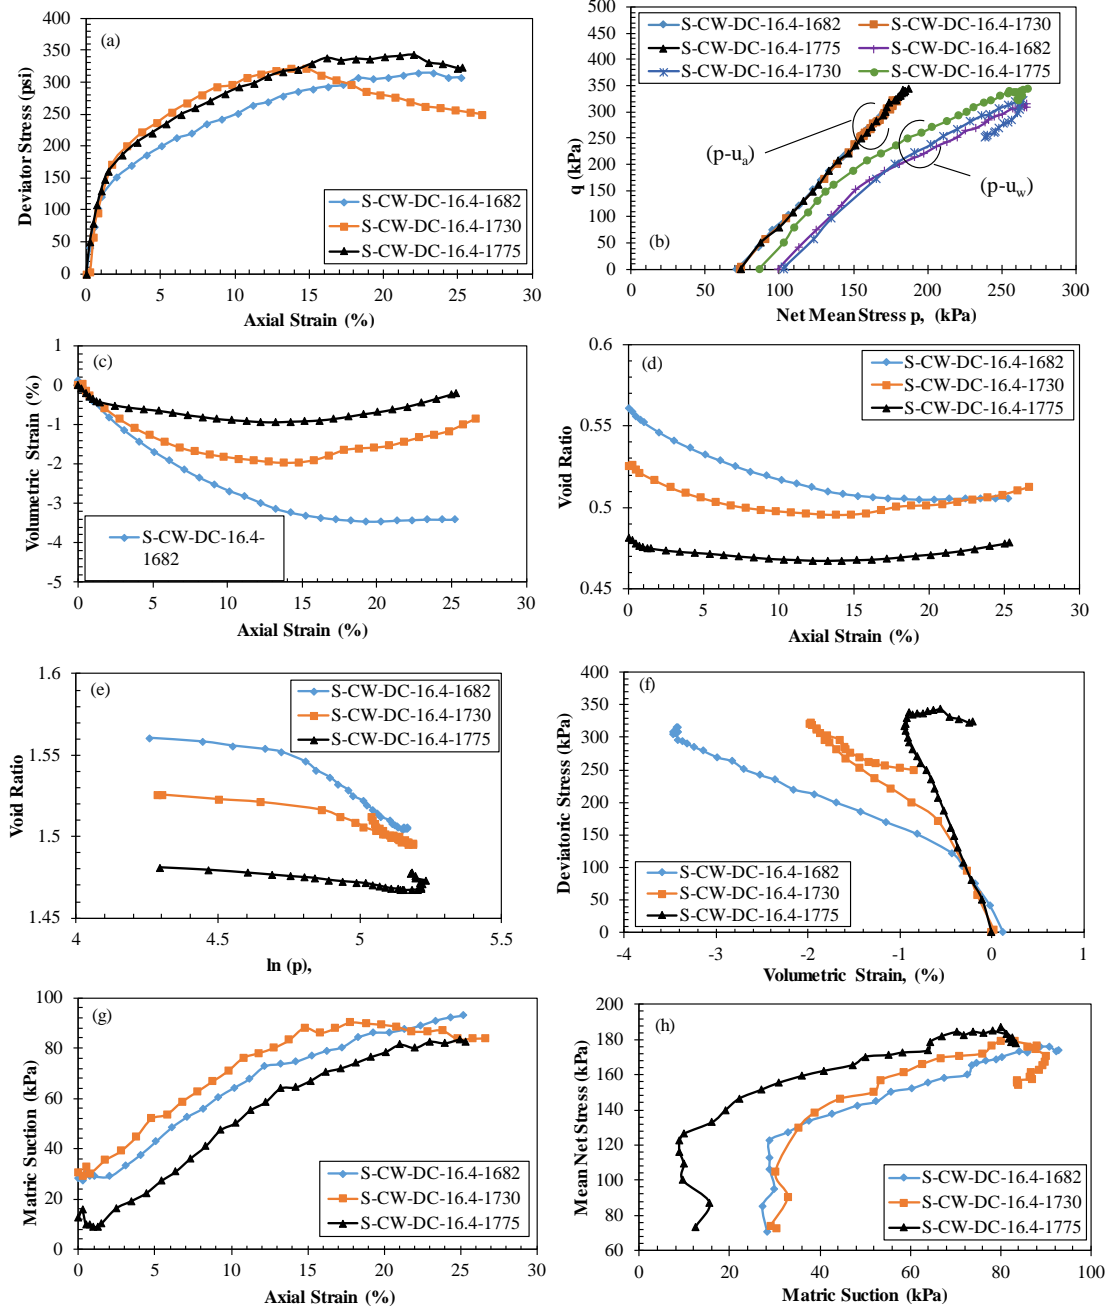 400
350
300
250
200
150
100
50
0
Deviator Stress (psi)
(a)
S-CW-DC-16.4-1682
S-CW-DC-16.4-1730
S-CW-DC-16.4-1775
0 5 10 15 20 25 30
Axial Strain (%)
S-CW-DC-16.4-1682 S-CW-DC-16.4-1730
S-CW-DC-16.4-1775 S-CW-DC-16.4-1682
S-CW-DC-16.4-1730 S-CW-DC-16.4-1775
500
450
400
350
300
250
200
150
100
50
0
q (kPa)
(p-ua)
(p-uw)
(b)
0 50 100 150 200 250 300
Net Mean Stress p, (kPa)
1
0
-1
-2
-3
-4
-5
Volumetric Strain (%)
(c)
S-CW-DC-16.4-
1682
0 5 10 15 20 25 30
Axial Strain (%)
0.6
0.55
0.5
0.45
Void Ratio
(d)
S-CW-DC-16.4-1682
S-CW-DC-16.4-1730
S-CW-DC-16.4-1775
0 5 10 15 20 25 30
Axial Strain (%)
1.6
1.55
1.5
1.45
Void Ratio
(e)
S-CW-DC-16.4-1682
S-CW-DC-16.4-1730
S-CW-DC-16.4-1775
4 4.5 5 5.5
ln (p),
400
350
300
250
200
150
100
50
0
Deviatoric Stress (kPa)
(f)
S-CW-DC-16.4-1682
S-CW-DC-16.4-1730
S-CW-DC-16.4-1775
-4 -3 -2 -1 0 1
Volumetric Strain, (%)
100
80
60
40
20
0
Matric Suction (kPa)
(g)
S-CW-DC-16.4-1682
S-CW-DC-16.4-1730
S-CW-DC-16.4-1775
0 5 10 15 20 25 30
Axial Strain (%)
200
180
160
140
120
100
80
60
Mean Net Stress (kPa)
(h)
S-CW-DC-16.4-1682
S-CW-DC-16.4-1730
S-CW-DC-16.4-1775
0 20 40 60 80 100
Matric Suction (kPa)